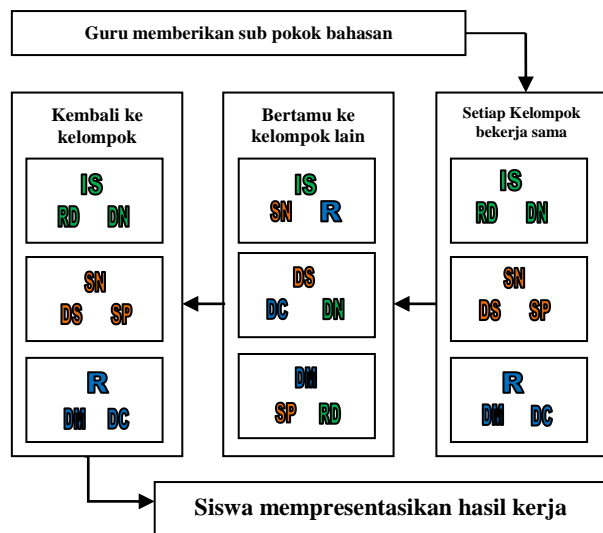 Guru memberikan sub pokok bahasan
Kembali ke
kelompok
IS
RD DN
SN
DS SP
R
DM DC
Bertamu ke
kelompok lain
IS
SN R
DS
DC DN
DM
SP RD
Setiap Kelompok
bekerja sama
IS
RD DN
SN
DS SP
R
DM DC
Siswa mempresentasikan hasil kerja